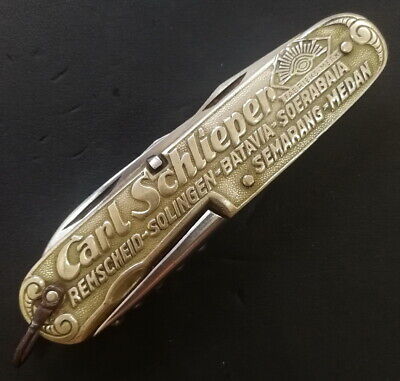 Carl Schlieper
REMSCHEID-SOLINGEN-BATAVIA-SOERABAIA
SEMARANG-MEDAN